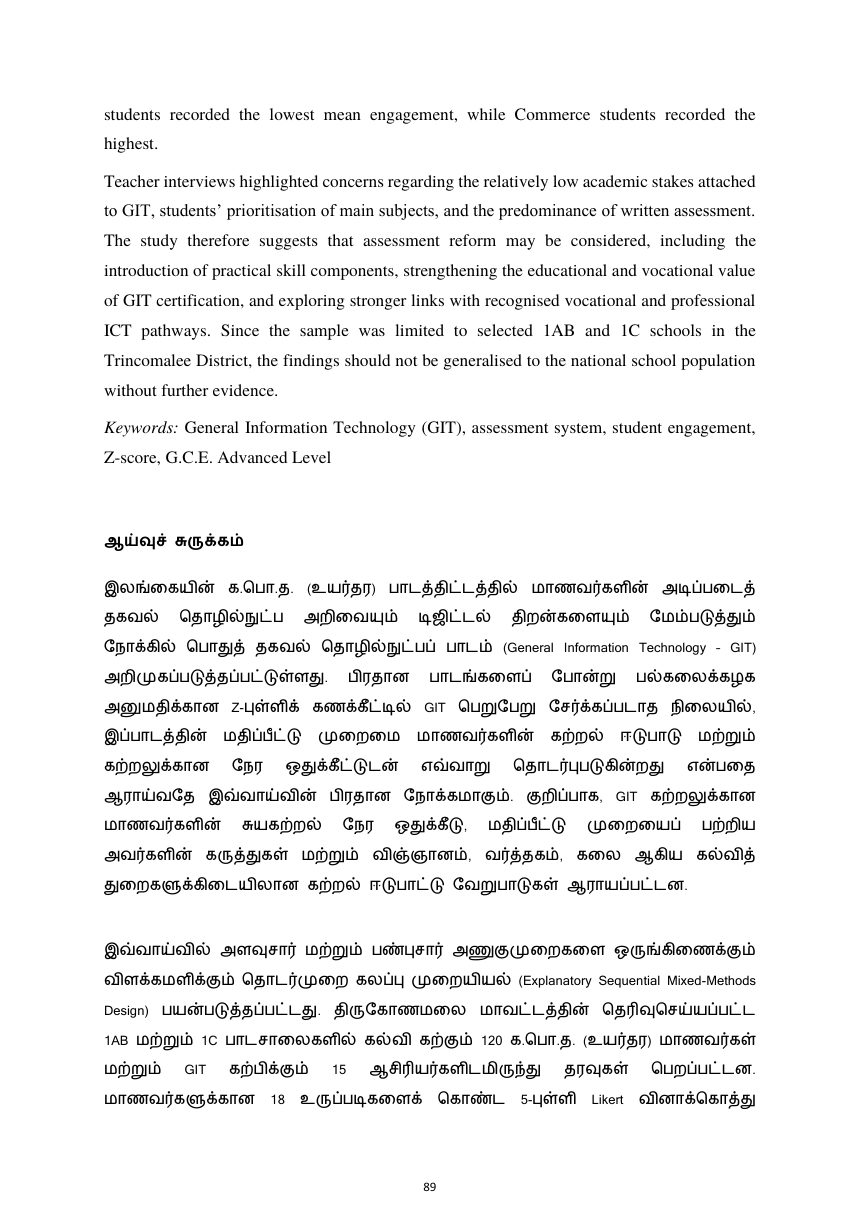 students recorded the lowest mean engagement, while Commerce students recorded the
highest.
Teacher interviews highlighted concerns regarding the relatively low academic stakes attached
to GIT, students’ prioritisation of main subjects, and the predominance of written assessment.
The study therefore suggests that assessment reform may be considered, including the
introduction of practical skill components, strengthening the educational and vocational value
of GIT certification, and exploring stronger links with recognised vocational and professional
ICT pathways. Since the sample was limited to selected 1AB and 1C schools in the
Trincomalee District, the findings should not be generalised to the national school population
without further evidence.
Keywords: General Information Technology (GIT), assessment system, student engagement,
Z-score, G.C.E. Advanced Level
ஆய்வுச் சுருக்கம்
இலங்கையின் க.பொ.த. (உயர்தர) பாடத்திட்டத்தில் மாணவர்களின் அடிப்படைத்
தகவல் தொழில்நுட்ப அறிவையும் டிஜிட்டல் திறன்களையும் மேம்படுத்தும்
நோக்கில் பொதுத் தகவல் தொழில்நுட்பப் பாடம் (General Information Technology – GIT)
அறிமுகப்படுத்தப்பட்டுள்ளது. பிரதான பாடங்களைப் போன்று பல்கலைக்கழக
அனுமதிக்கான Z-புள்ளிக் கணக்கீட்டில் GIT பெறுபேறு சேர்க்கப்படாத நிலையில்,
இப்பாடத்தின் மதிப்பீட்டு முறைமை மாணவர்களின் கற்றல் ஈடுபாடு மற்றும்
கற்றலுக்கான நேர ஒதுக்கீட்டுடன் எவ்வாறு தொடர்புபடுகின்றது என்பதை
ஆராய்வதே இவ்வாய்வின் பிரதான நோக்கமாகும். குறிப்பாக, GIT கற்றலுக்கான
மாணவர்களின் சுயகற்றல் நேர ஒதுக்கீடு, மதிப்பீட்டு முறையைப் பற்றிய
அவர்களின் கருத்துகள் மற்றும் விஞ்ஞானம், வர்த்தகம், கலை ஆகிய கல்வித்
துறைகளுக்கிடையிலான கற்றல் ஈடுபாட்டு வேறுபாடுகள் ஆராயப்பட்டன.
இவ்வாய்வில் அளவுசார் மற்றும் பண்புசார் அணுகுமுறைகளை ஒருங்கிணைக்கும்
விளக்கமளிக்கும் தொடர்முறை கலப்பு முறையியல் (Explanatory Sequential Mixed-Methods
Design) பயன்படுத்தப்பட்டது. திருகோணமலை மாவட்டத்தின் தெரிவுசெய்யப்பட்ட
1AB மற்றும் 1C பாடசாலைகளில் கல்வி கற்கும் 120 க.பொ.த. (உயர்தர) மாணவர்கள்
மற்றும் GIT கற்பிக்கும் 15 ஆசிரியர்களிடமிருந்து தரவுகள் பெறப்பட்டன.
மாணவர்களுக்கான 18 உருப்படிகளைக் கொண்ட 5-புள்ளி Likert வினாக்கொத்து
89